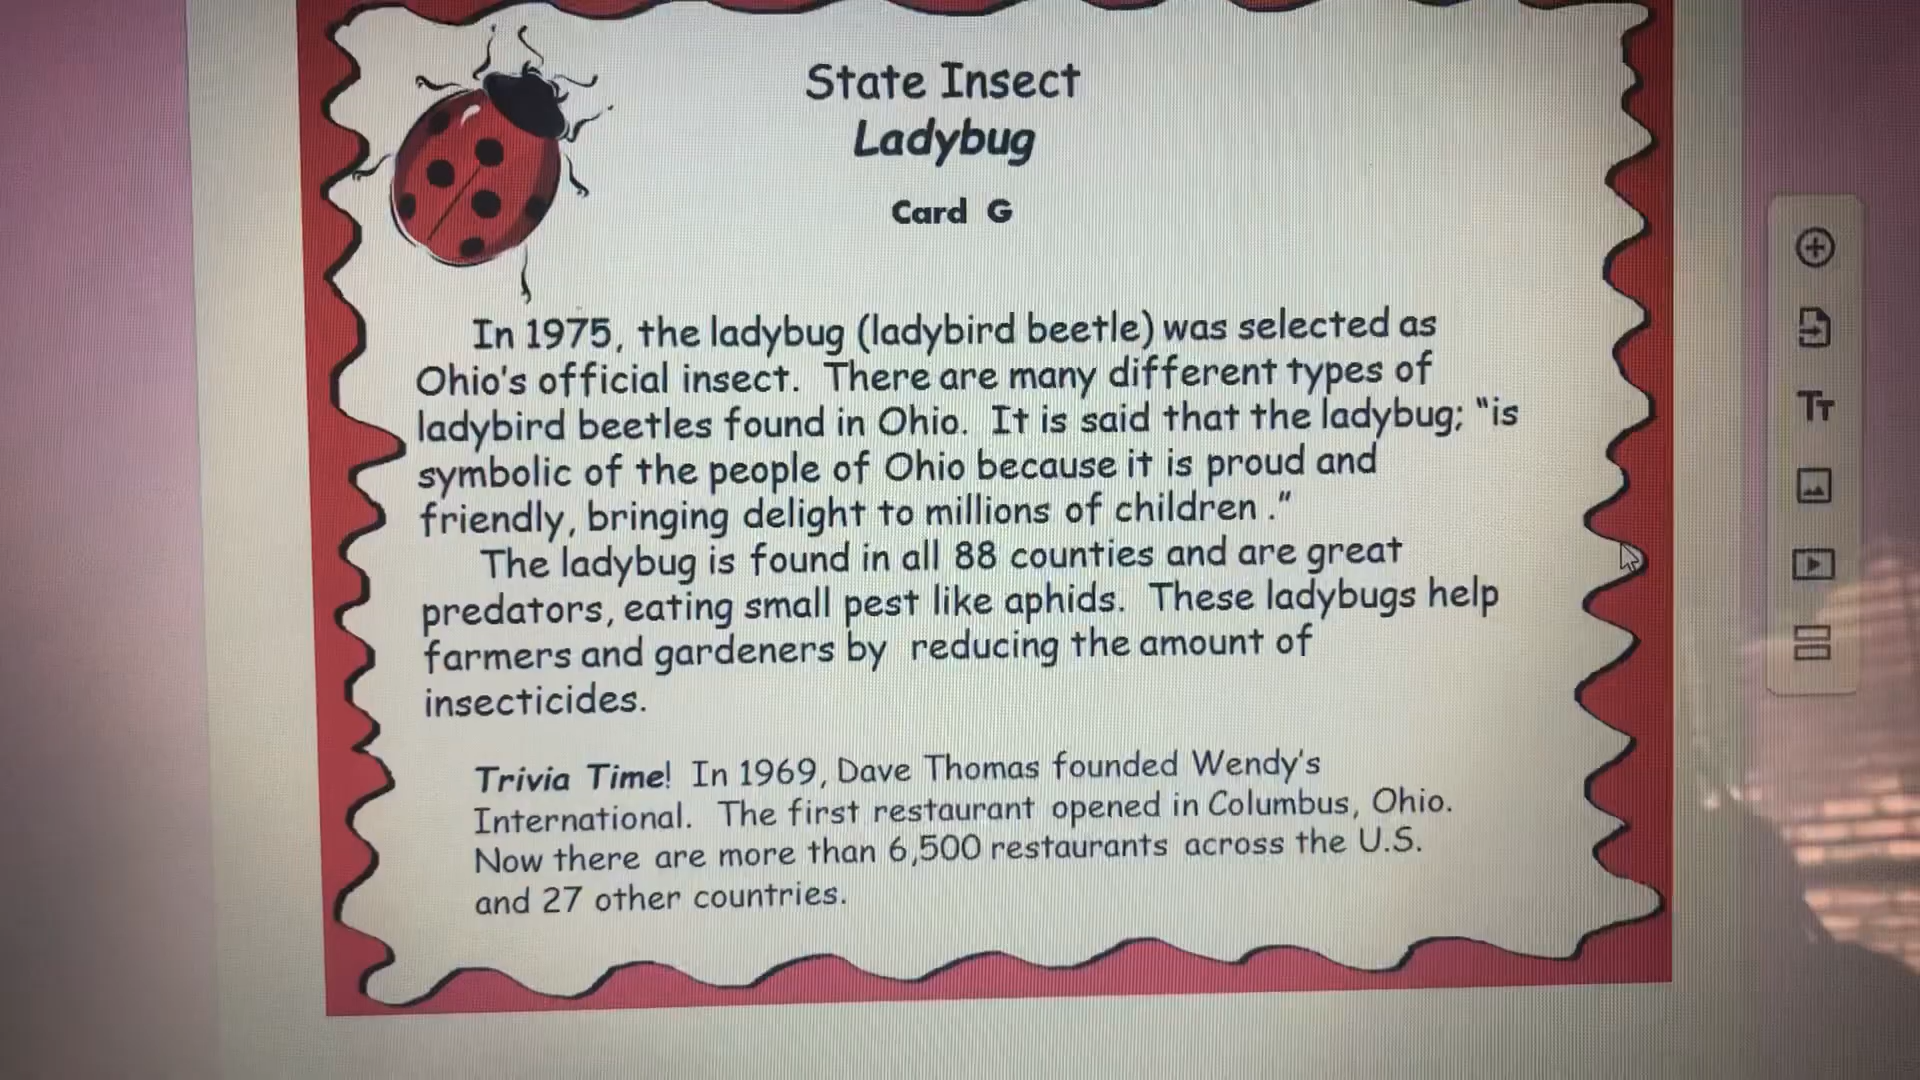 State Insect
Ladybug
Card G
In 1975, the ladybug (ladybird beetle) was selected as
Ohio's official insect. There are many different types of
ladybird beetles found in Ohio. It is said that the ladybug; "is
symbolic of the people of Ohio because it is proud and
friendly, bringing delight to millions of children ."
The ladybug is found in all 88 counties and are great
predators, eating small pest like aphids. These ladybugs help
farmers and gardeners by reducing the amount of
insecticides.
Trivia Time! In 1969, Dave Thomas founded Wendy's
International. The first restaurant opened in Columbus, Ohio.
Now there are more than 6,500 restaurants across the U.S.
and 27 other countries.
TT